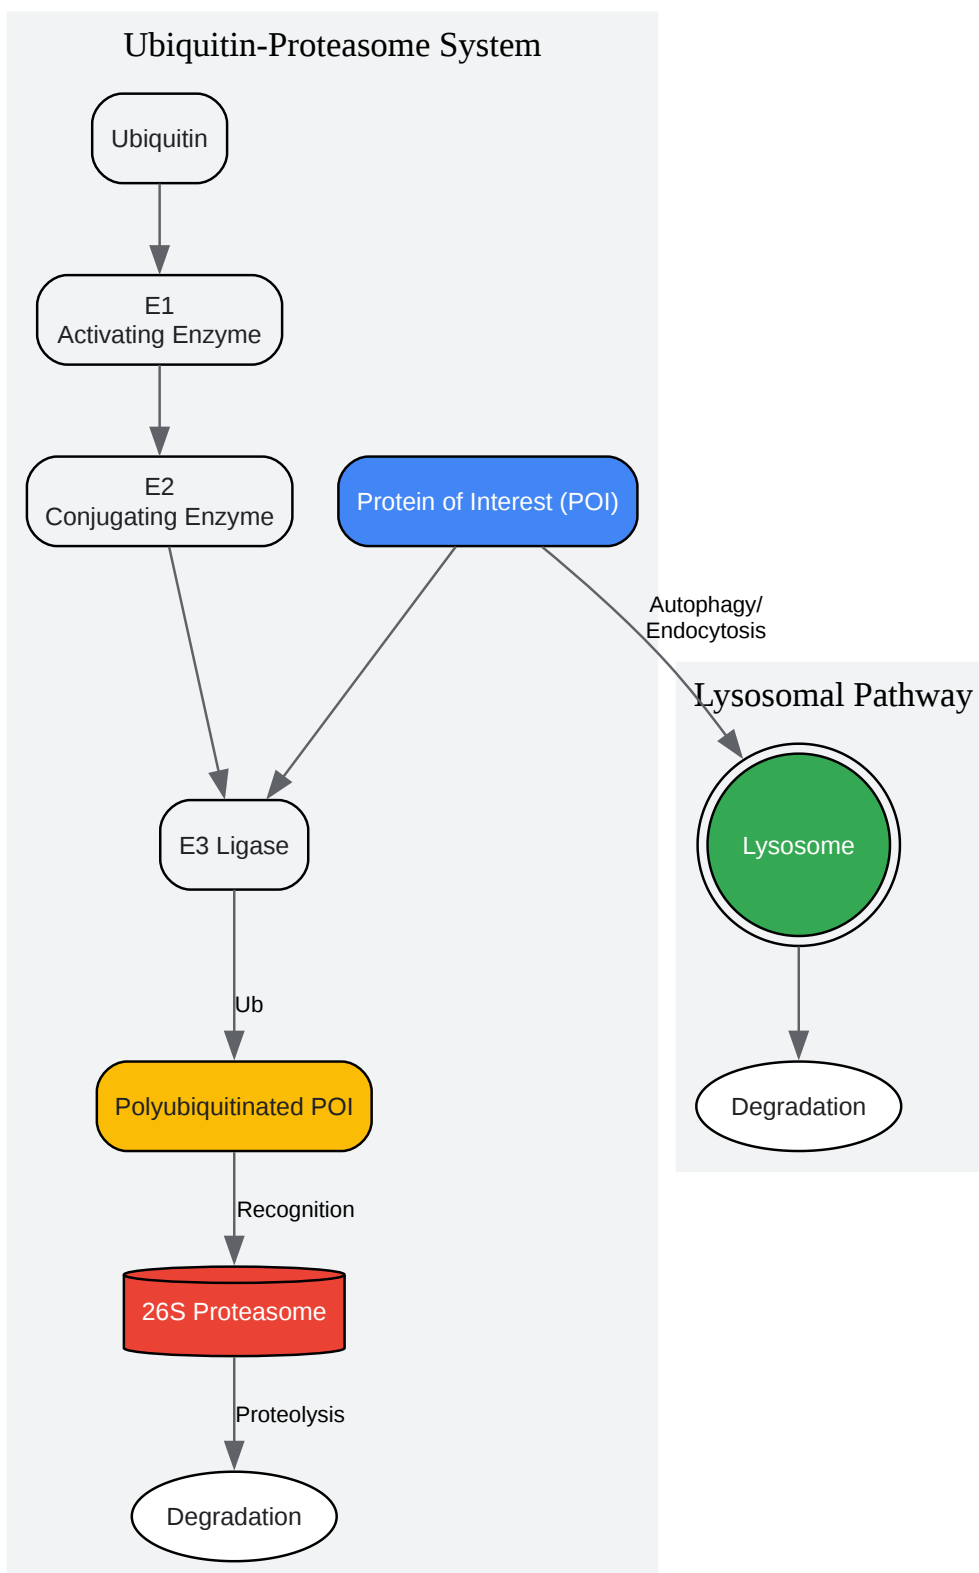 Ubiquitin-Proteasome System
Ubiquitin
E1
Activating Enzyme
E2
Conjugating Enzyme
Protein of Interest (POI)
Autophagy/
Endocytosis
Lysosomal Pathway
E3 Ligase
Lysosome
Ub
Polyubiquitinated POI
Degradation
Recognition
26S Proteasome
Proteolysis
Degradation